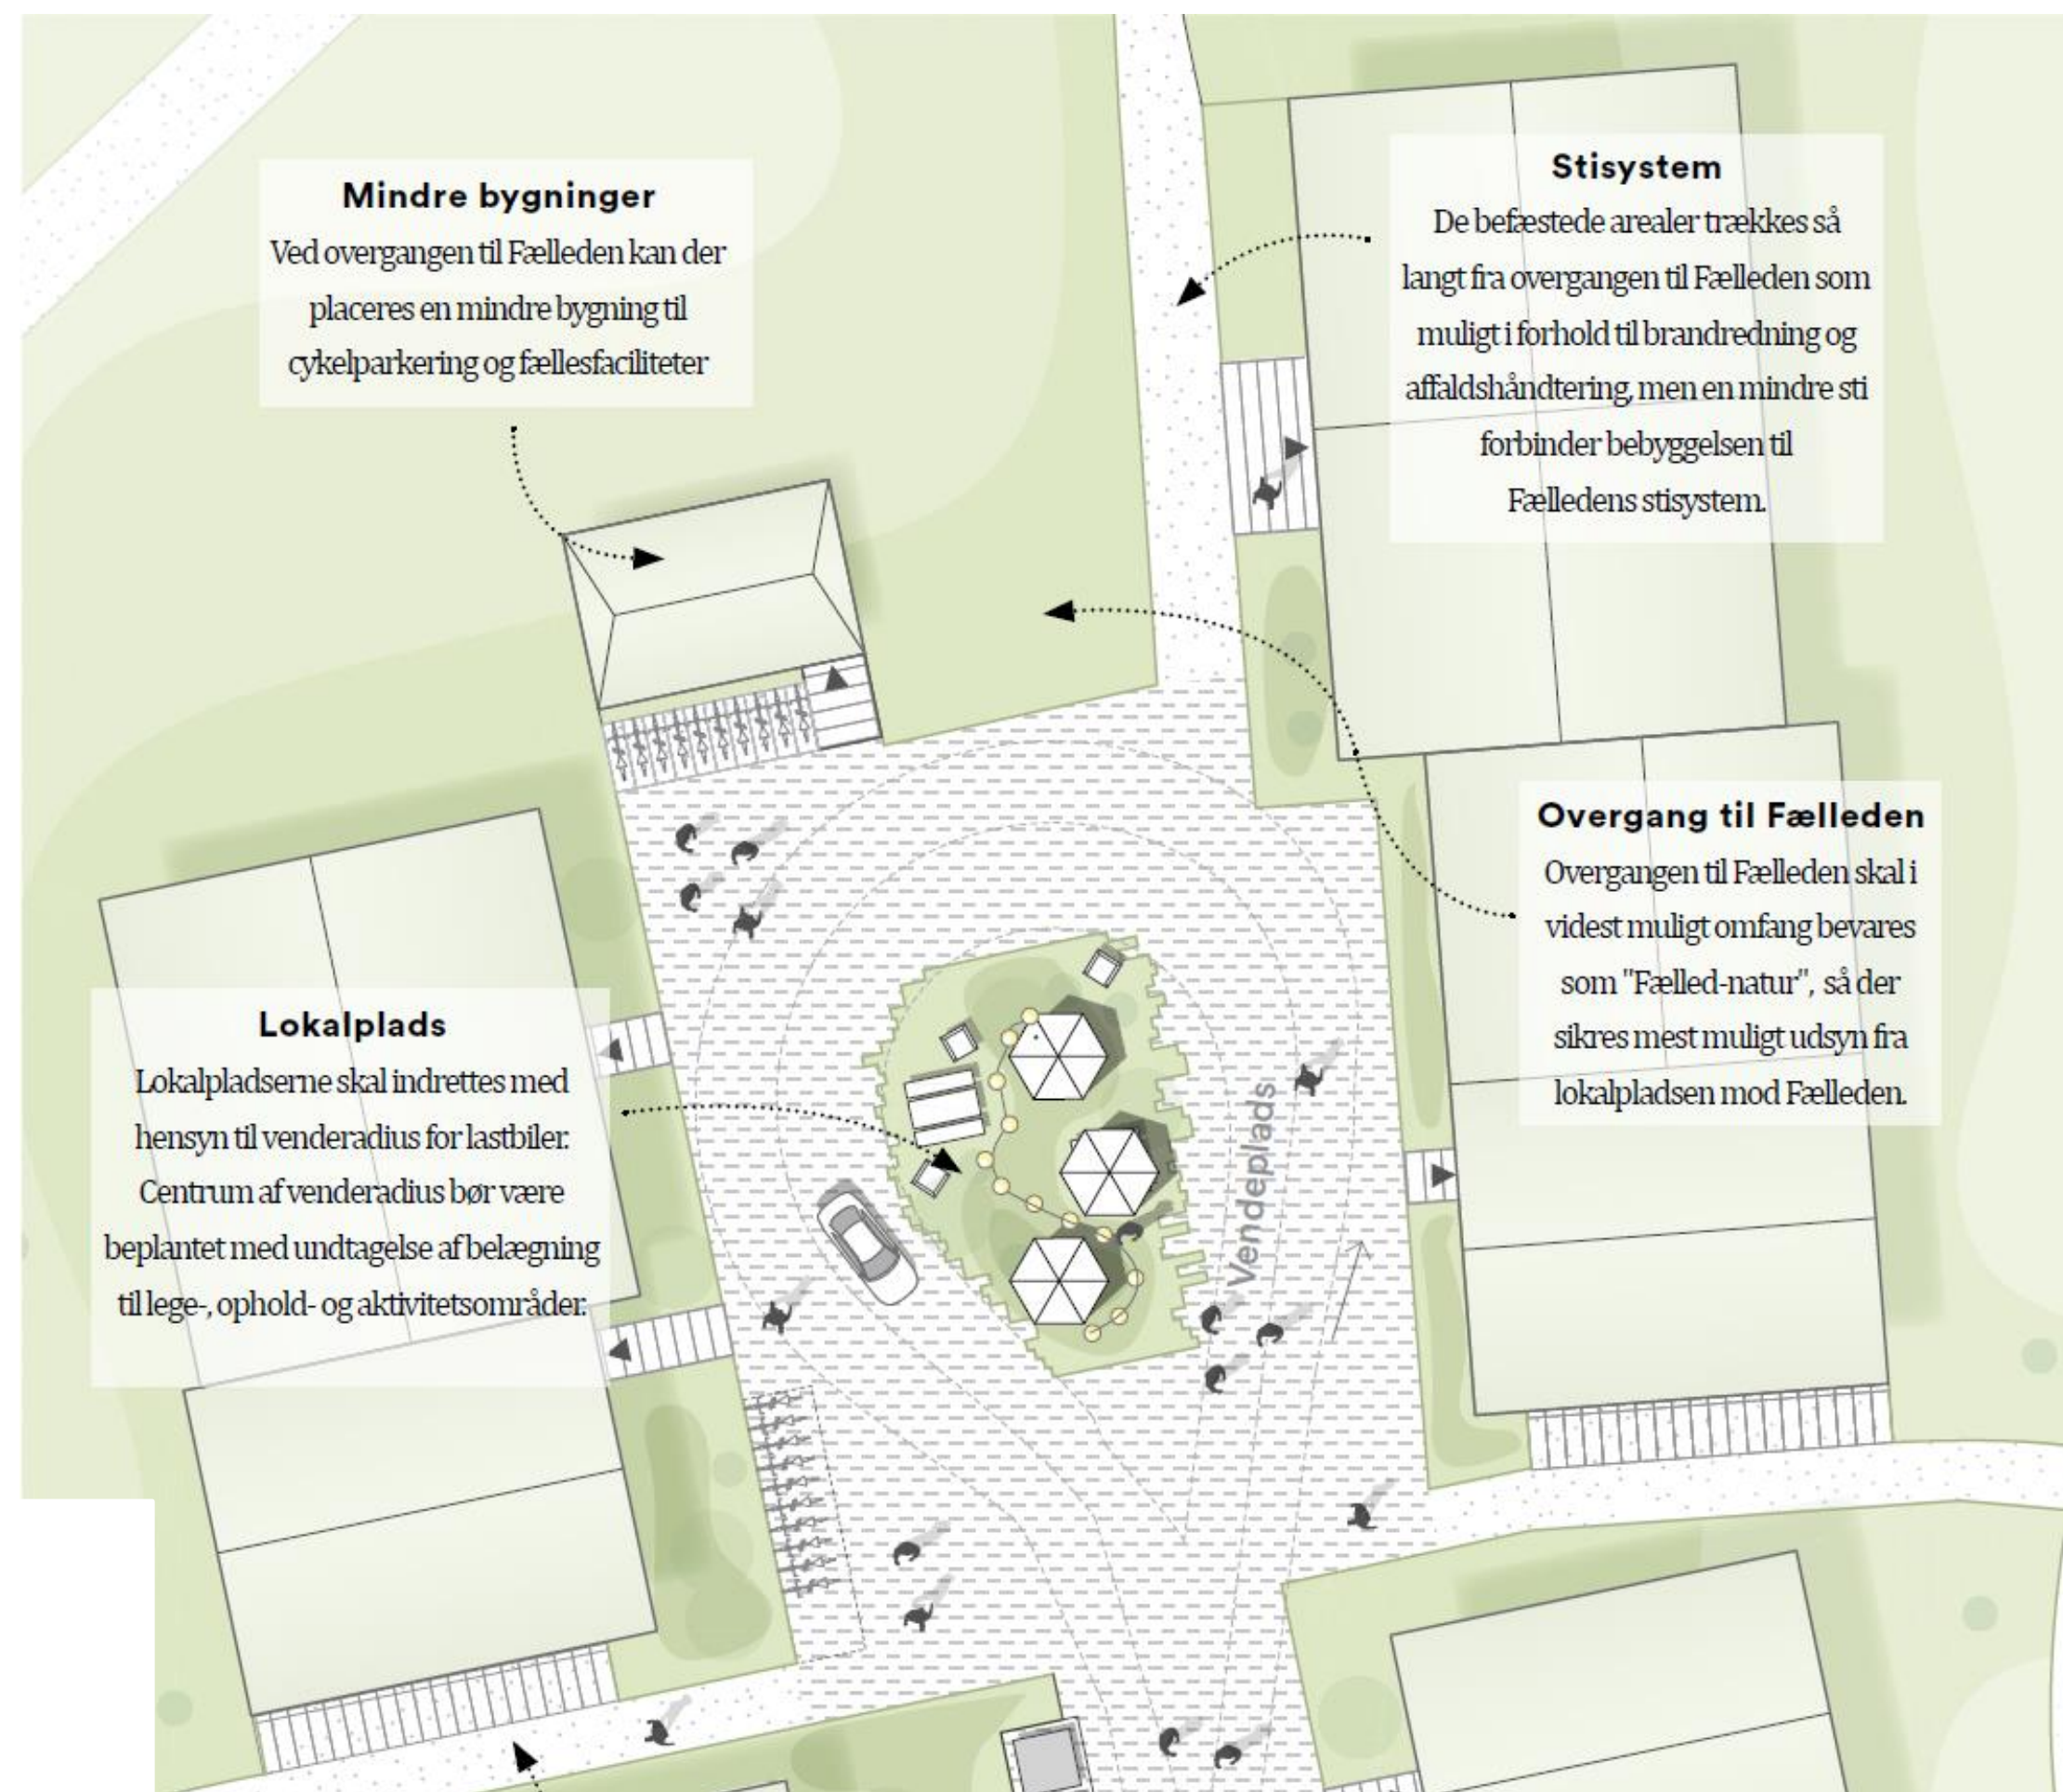 Mindre bygninger
Ved overgangen til Fælleden kan der
placeres en mindre bygning til
cykelparkering og fællesfaciliteter
Stisystem
De befæstede arealer trækkes så
langt fra overgangen til Fælleden som
muligt i forhold til brandredning og
affaldshåndtering, men en mindre sti
forbinder bebyggelsen til
Fælledens stisystem.
Overgang til Fælleden
Overgangen til Fælleden skal i
videst muligt omfang bevares
som "Fælled-natur", så der
sikres mest muligt udsyn fra
lokalpladsen mod Fælleden.
Lokalplads
Lokalpladserne skal indrettes med
hensyn til venderadius for lastbiler.
Centrum af venderadius bør være
beplantet med undtagelse af belægning
til lege-, ophold- og aktivitetsområder.
Vendeplads